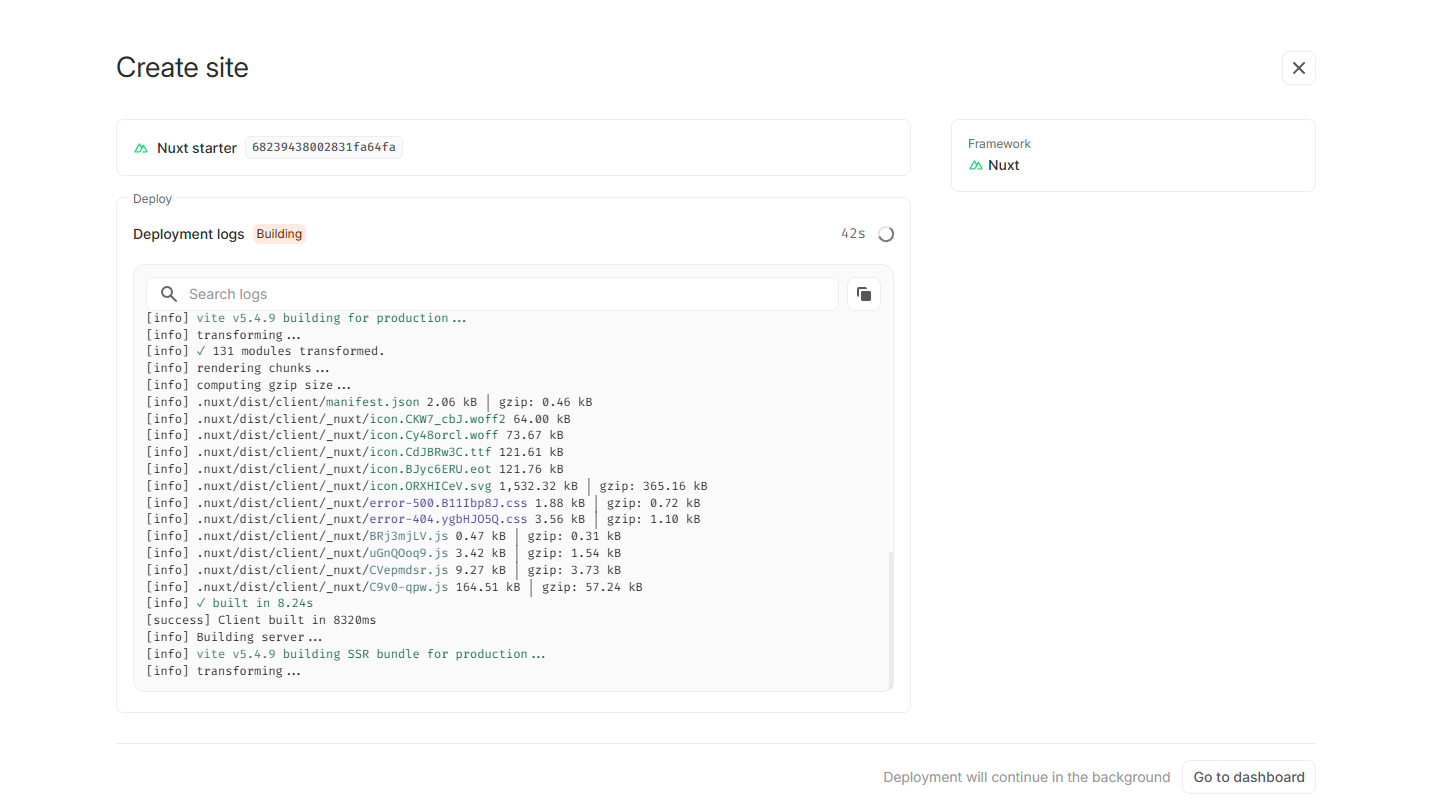 Create site
Nuxt starter 68239438002831fa64fa
Framework
Nuxt
Deploy
Deployment logs Building 42s
Search logs
[info] vite v5.4.9 building for production...
[info] transforming...
[info] ✓ 131 modules transformed.
[info] rendering chunks...
[info] computing gzip size...
[info] .nuxt/dist/client/manifest.json 2.06 kB │ gzip: 0.46 kB
[info] .nuxt/dist/client/_nuxt/icon.CKW7_cbJ.woff2 64.00 kB
[info] .nuxt/dist/client/_nuxt/icon.Cy48orcl.woff 73.67 kB
[info] .nuxt/dist/client/_nuxt/icon.CdJBRw3C.ttf 121.61 kB
[info] .nuxt/dist/client/_nuxt/icon.BJyc6ERU.eot 121.76 kB
[info] .nuxt/dist/client/_nuxt/icon.ORXHICeV.svg 1,532.32 kB │ gzip: 365.16 kB
[info] .nuxt/dist/client/_nuxt/error-500.B11Ibp8J.css 1.88 kB │ gzip: 0.72 kB
[info] .nuxt/dist/client/_nuxt/error-404.ygbHJO5Q.css 3.56 kB │ gzip: 1.10 kB
[info] .nuxt/dist/client/_nuxt/BRj3mjLV.js 0.47 kB │ gzip: 0.31 kB
[info] .nuxt/dist/client/_nuxt/uGnQOoq9.js 3.42 kB │ gzip: 1.54 kB
[info] .nuxt/dist/client/_nuxt/CVepmdsr.js 9.27 kB │ gzip: 3.73 kB
[info] .nuxt/dist/client/_nuxt/C9v0-qpw.js 164.51 kB │ gzip: 57.24 kB
[info] ✓ built in 8.24s
[success] Client built in 8320ms
[info] Building server...
[info] vite v5.4.9 building SSR bundle for production...
[info] transforming...
Deployment will continue in the background Go to dashboard